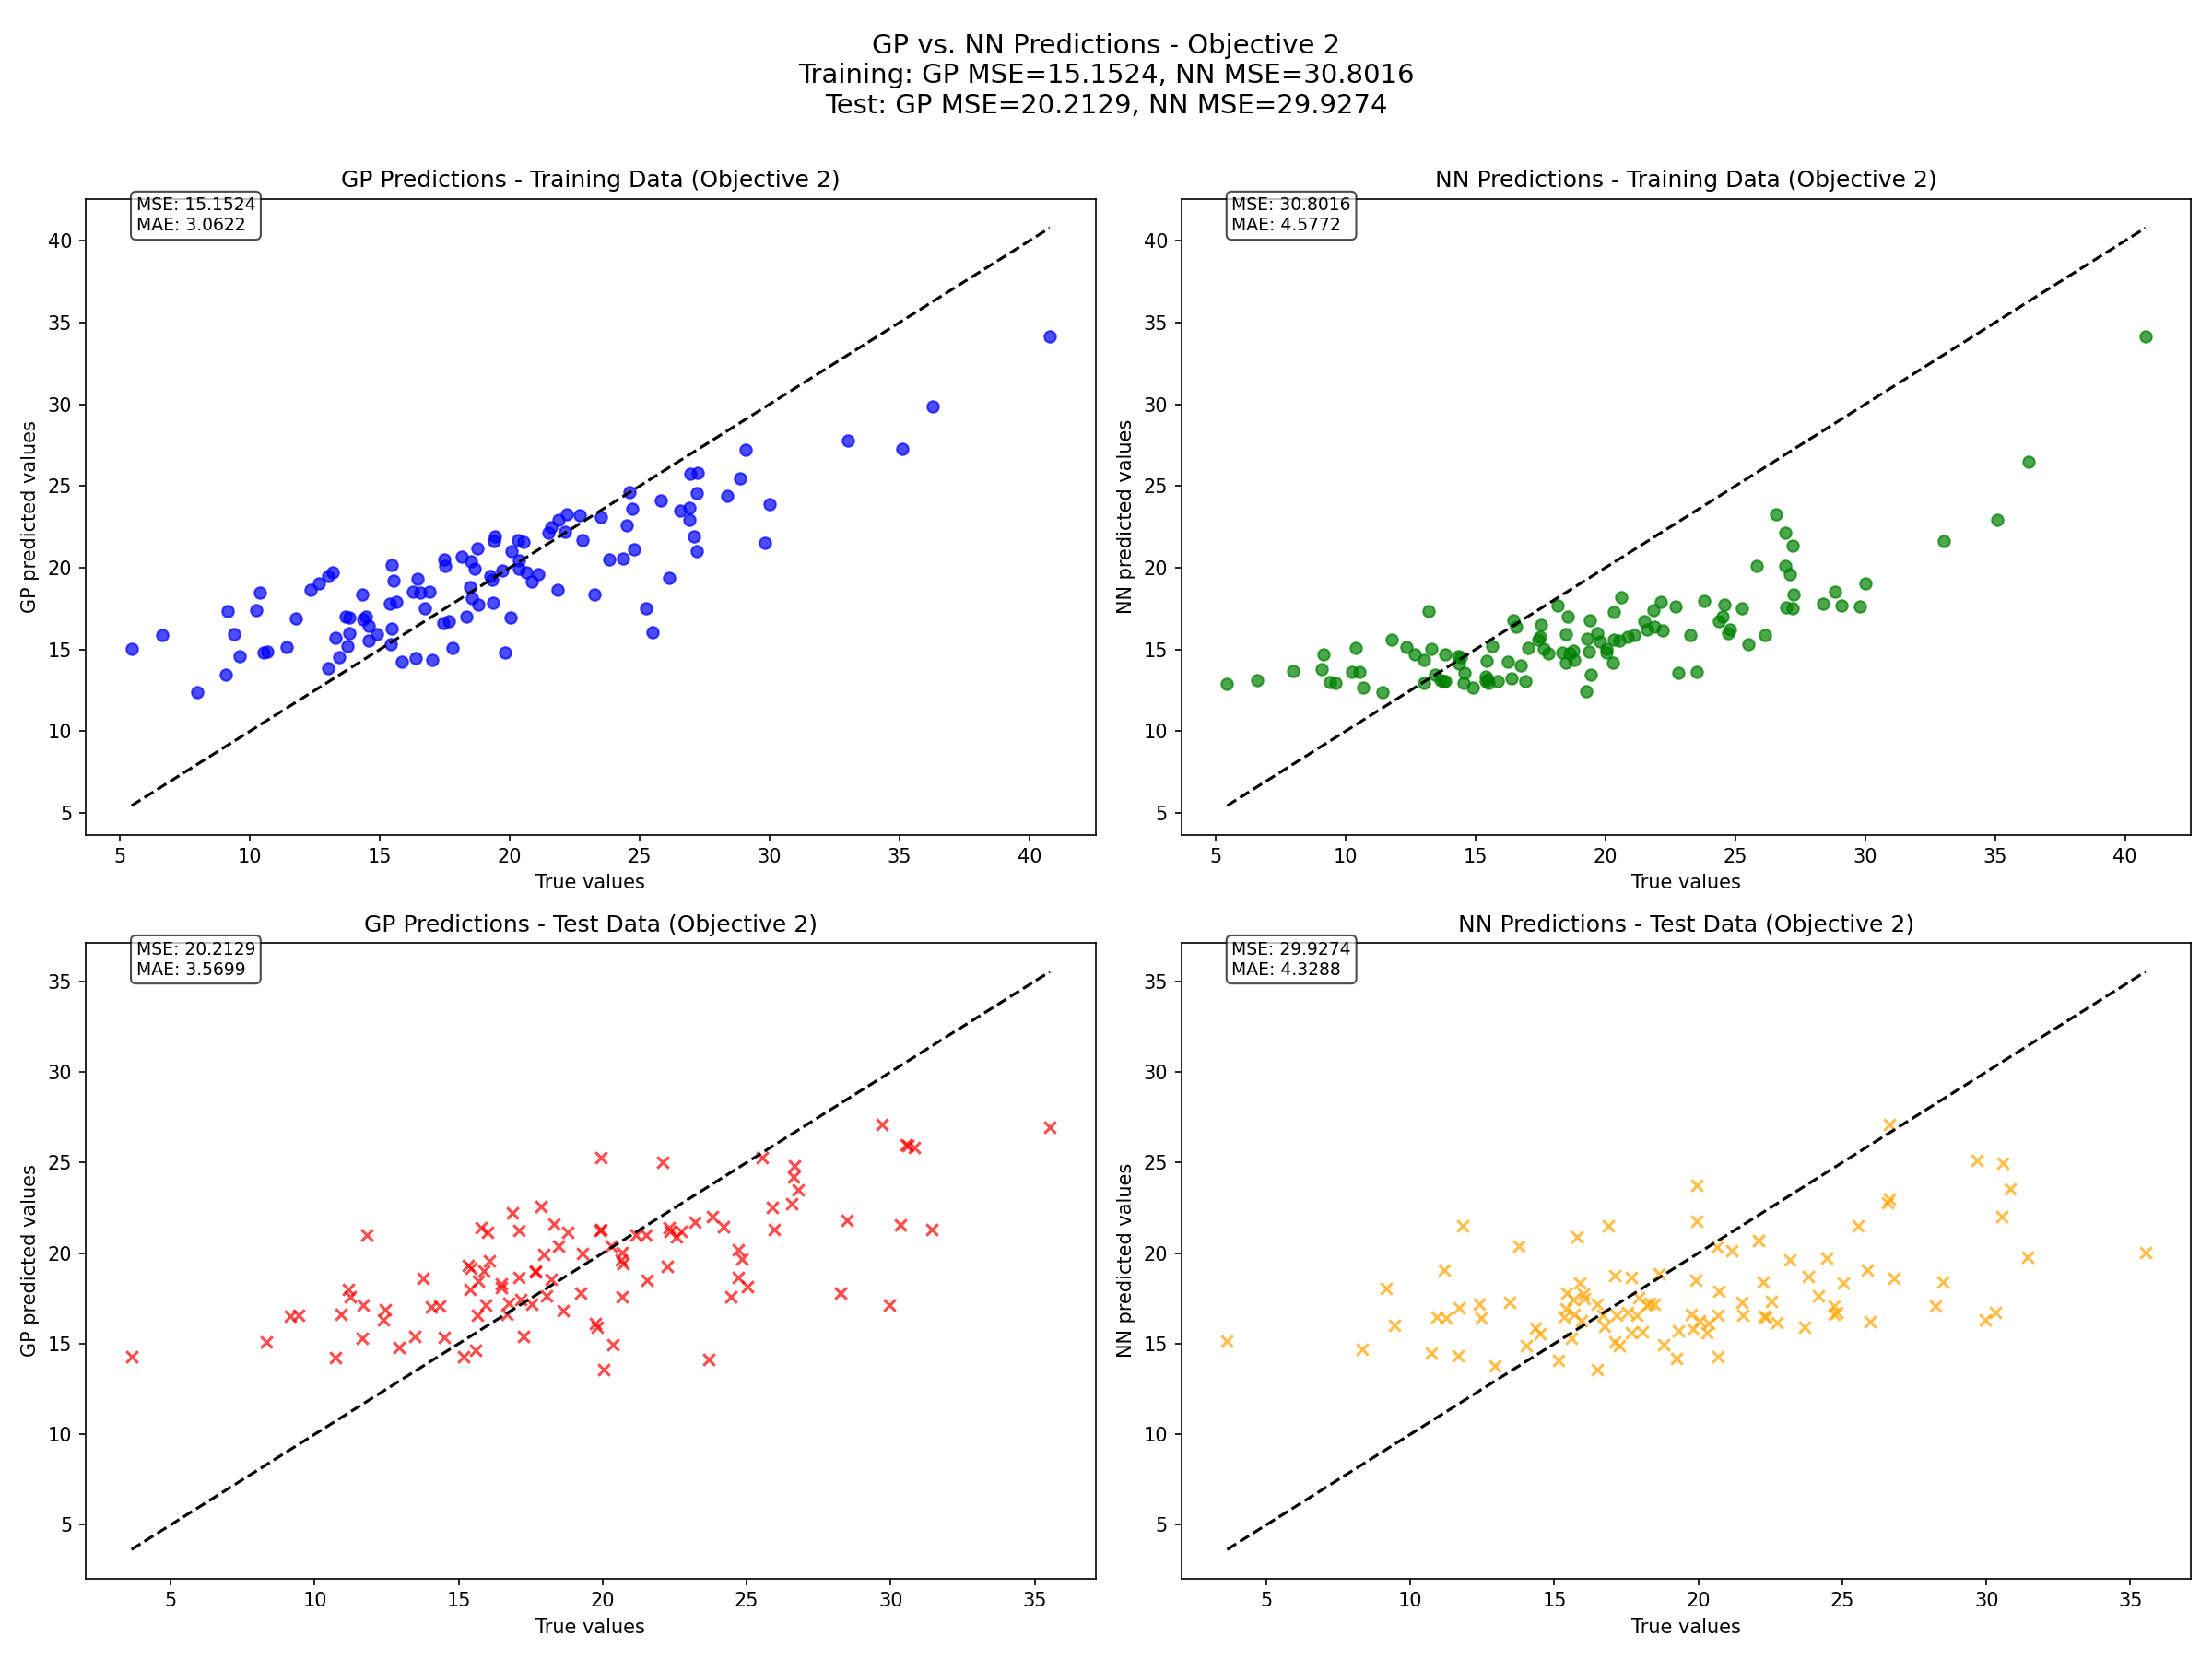 GP vs. NN Predictions - Objective 2
Training: GP MSE=15.1524, NN MSE=30.8016
Test: GP MSE=20.2129, NN MSE=29.9274
GP Predictions - Training Data (Objective 2)
MSE: 15.1524
MAE: 3.0622
GP predicted values
40
35
30
25
20
15
10
5
5 10 15 20 25 30 35 40
True values
NN Predictions - Training Data (Objective 2)
MSE: 30.8016
MAE: 4.5772
NN predicted values
40
35
30
25
20
15
10
5
5 10 15 20 25 30 35 40
True values
GP Predictions - Test Data (Objective 2)
MSE: 20.2129
MAE: 3.5699
GP predicted values
35
30
25
20
15
10
5
5 10 15 20 25 30 35
True values
NN Predictions - Test Data (Objective 2)
MSE: 29.9274
MAE: 4.3288
NN predicted values
35
30
25
20
15
10
5
5 10 15 20 25 30 35
True values